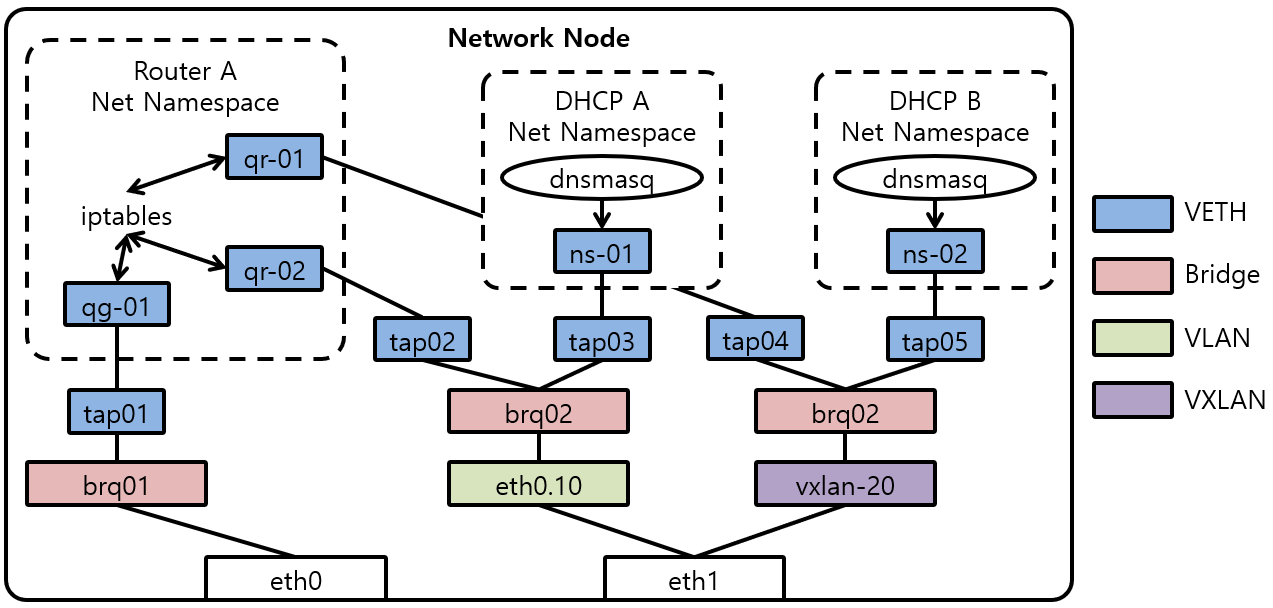 Network Node
Router A
Net Namespace
qr-01
iptables
qr-02
qg-01
tap01
brq01
eth0
DHCP A
Net Namespace
dnsmasq
ns-01
tap02
tap03
brq02
eth0.10
DHCP B
Net Namespace
dnsmasq
ns-02
tap04
tap05
brq02
vxlan-20
eth1
VETH
Bridge
VLAN
VXLAN